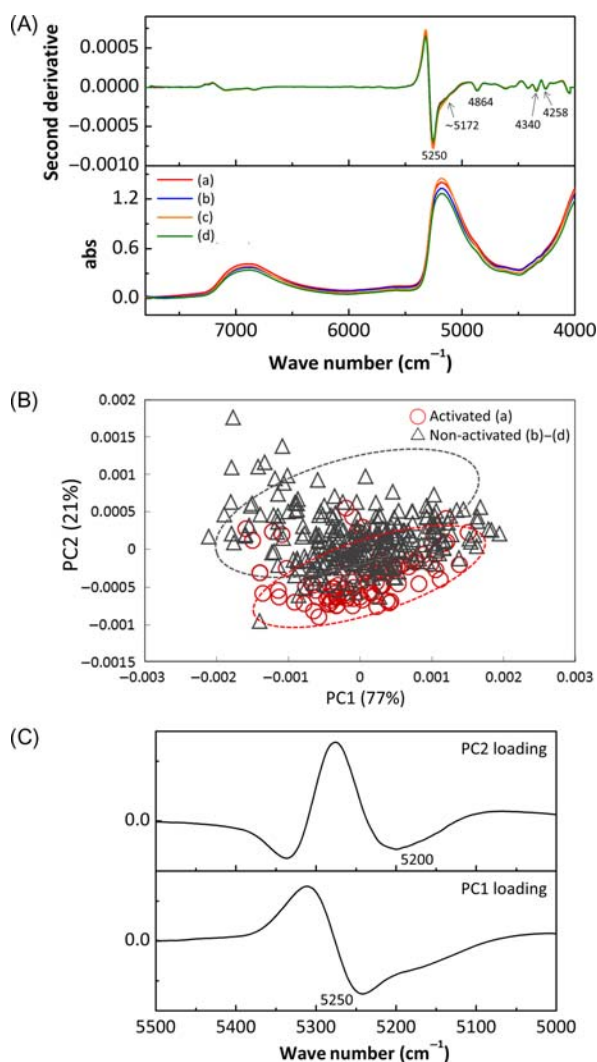 (A)
Second derivative
0.0005
0.0000
−0.0005
−0.0010
5250
~5172
4864
4340
4258
abs
1.2
0.6
0.0
(a)
(b)
(c)
(d)
7000 6000 5000 4000
Wave number (cm⁻¹)
(B)
PC2 (21%)
0.002
0.0015
0.001
0.0005
0
−0.0005
−0.001
−0.0015
Activated (a)
Non-activated (b)–(d)
−0.003 −0.002 −0.001 0 0.001 0.002 0.003
PC1 (77%)
(C)
PC2 loading
0.0
5200
PC1 loading
0.0
5250
5500 5400 5300 5200 5100 5000
Wave number (cm⁻¹)